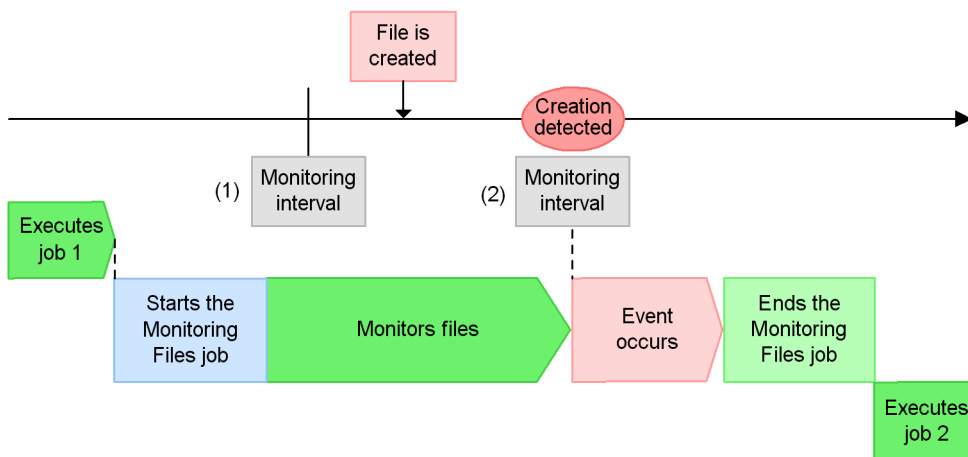 File is
created
Creation
detected
(1)
Monitoring
interval
(2)
Monitoring
interval
Executes
job 1
Starts the
Monitoring
Files job
Monitors files
Event
occurs
Ends the
Monitoring
Files job
Executes
job 2